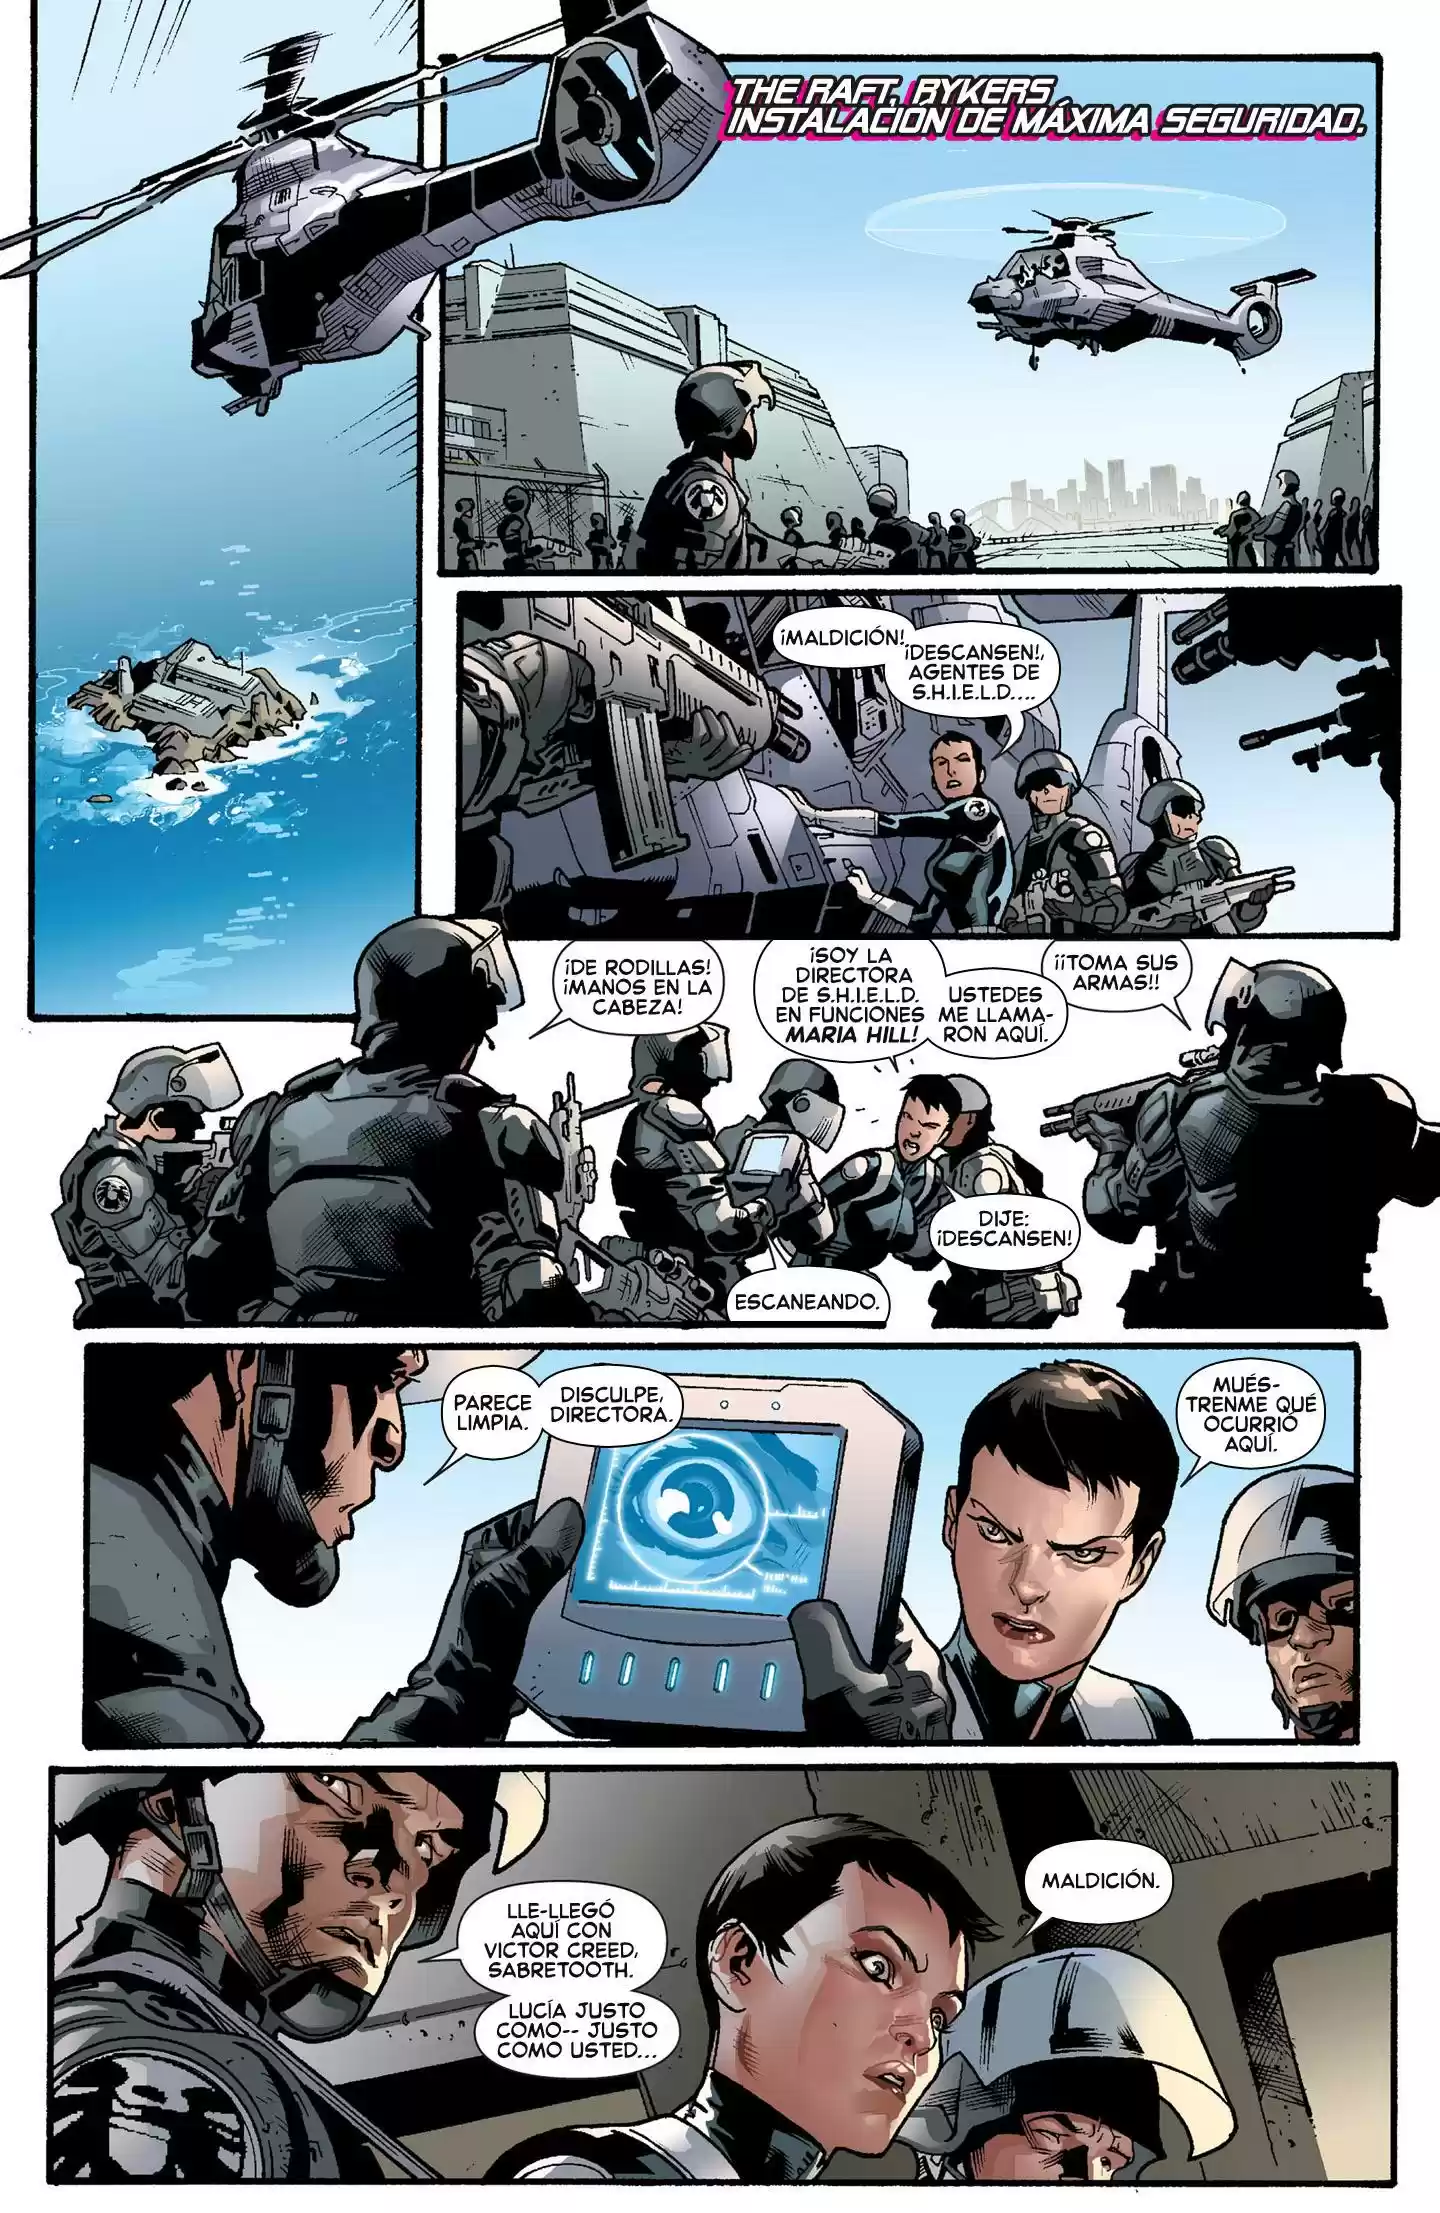 THE RAFT, RYKERS
INSTALACIÓN DE MÁXIMA SEGURIDAD.
¡MALDICIÓN!
¡DESCANSEN!,
AGENTES DE
S.H.I.E.L.D....
¡DE RODILLAS!
¡MANOS EN LA
CABEZA!
¡SOY LA
DIRECTORA
DE S.H.I.E.L.D.
EN FUNCIONES
MARIA HILL!
USTEDES
ME LLAMA-
RON AQUÍ.
¡¡TOMA SUS
ARMAS!!
DIJE:
¡DESCANSEN!
ESCANEANDO.
PARECE
LIMPIA.
DISCULPE,
DIRECTORA.
MUÉS-
TRENME QUÉ
OCURRIÓ
AQUÍ.
LLE-LLEGÓ
AQUÍ CON
VICTOR CREED,
SABRETOOTH.
LUCÍA JUSTO
COMO-- JUSTO
COMO USTED...
MALDICIÓN.